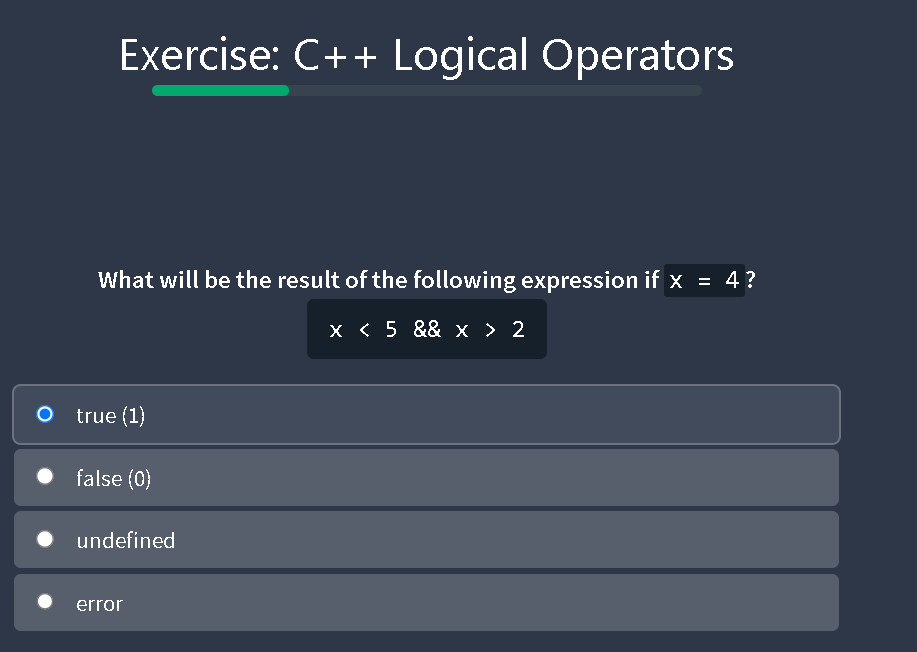 Exercise: C++ Logical Operators
What will be the result of the following expression if x = 4?
x < 5 && x > 2
true (1)
false (0)
undefined
error